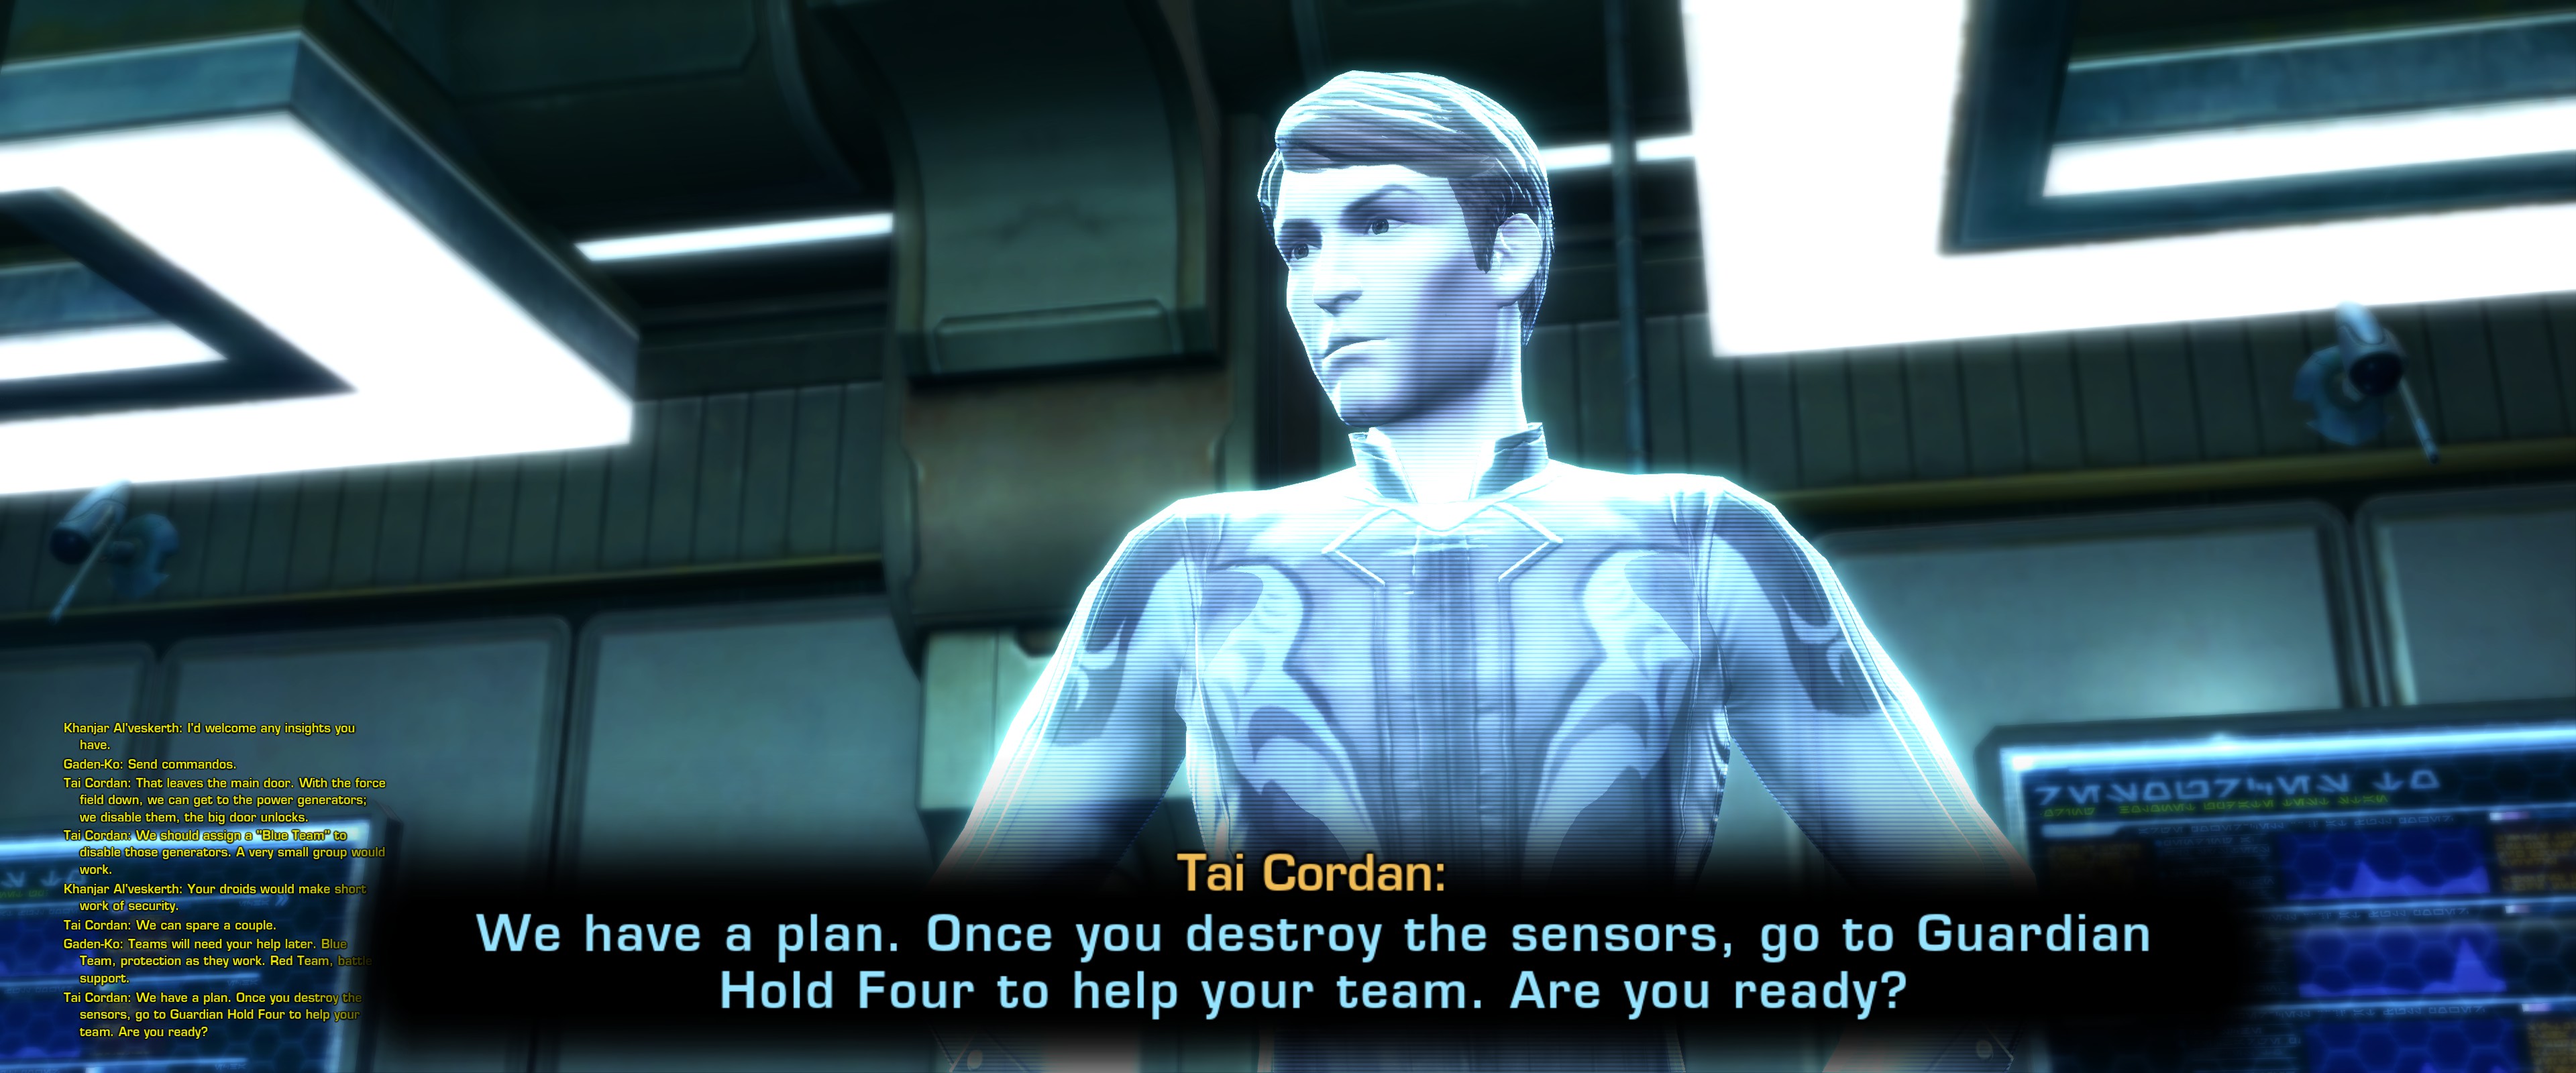 Khanjar Al'veskerth: I'd welcome any insights you
have.
Gaden-Ko: Send commandos.
Tai Cordan: That leaves the main door. With the force
field down, we can get to the power generators;
we disable them, the big door unlocks.
Tai Cordan: We should assign a "Blue Team" to
disable those generators. A very small group would
work.
Khanjar Al'veskerth: Your droids would make short
work of security.
Tai Cordan: We can spare a couple.
Gaden-Ko: Teams will need your help later. Blue
Team, protection as they work. Red Team, battle
support.
Tai Cordan: We have a plan. Once you destroy the
sensors, go to Guardian Hold Four to help your
team. Are you ready?
Tai Cordan:
We have a plan. Once you destroy the sensors, go to Guardian
Hold Four to help your team. Are you ready?